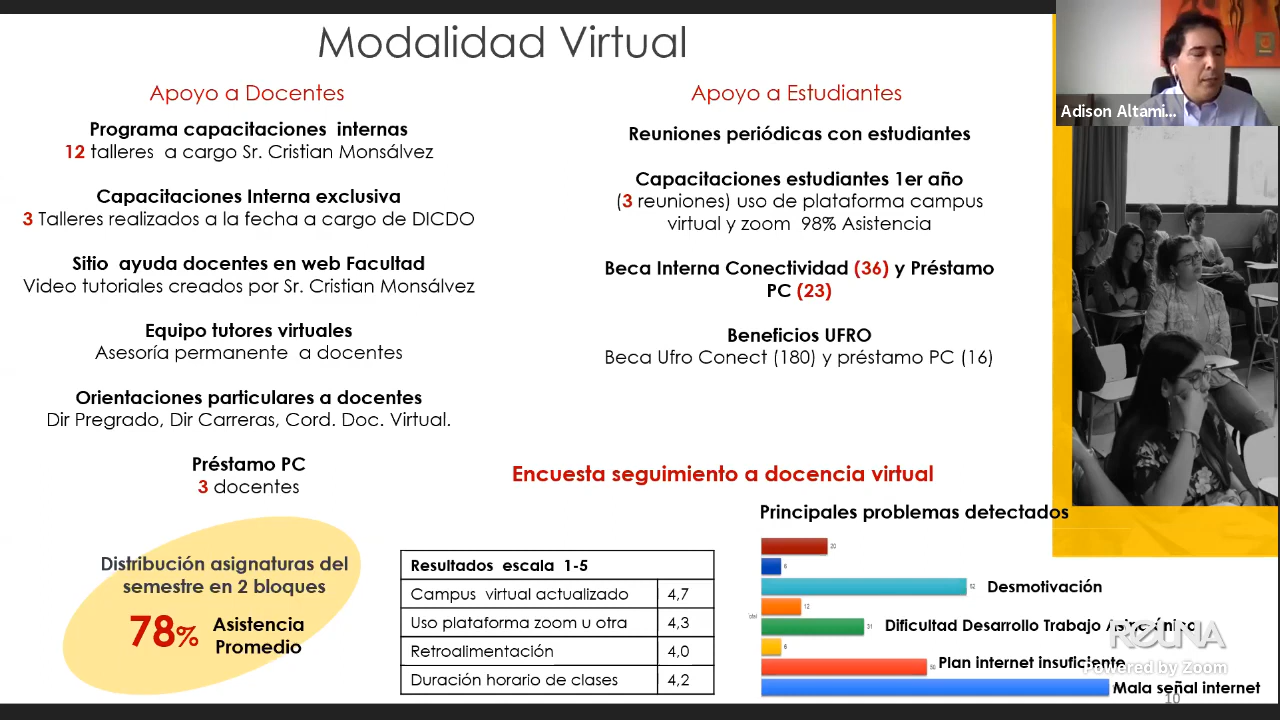 Modalidad Virtual
Apoyo a Docentes
Programa capacitaciones internas
12 talleres a cargo Sr. Cristian Monsálvez
Capacitaciones Interna exclusiva
3 Talleres realizados a la fecha a cargo de DICDO
Sitio ayuda docentes en web Facultad
Video tutoriales creados por Sr. Cristian Monsálvez
Equipo tutores virtuales
Asesoría permanente a docentes
Orientaciones particulares a docentes
Dir Pregrado, Dir Carreras, Cord. Doc. Virtual.
Préstamo PC
3 docentes
Distribución asignaturas del
semestre en 2 bloques
78% Asistencia
Promedio
Apoyo a Estudiantes
Reuniones periódicas con estudiantes
Capacitaciones estudiantes 1er año
(3 reuniones) uso de plataforma campus
virtual y zoom 98% Asistencia
Beca Interna Conectividad (36) y Préstamo
PC (23)
Beneficios UFRO
Beca Ufro Conect (180) y préstamo PC (16)
Encuesta seguimiento a docencia virtual
Resultados escala 1-5
Campus virtual actualizado 4,7
Uso plataforma zoom u otra 4,3
Retroalimentación 4,0
Duración horario de clases 4,2
Principales problemas detectados
20
6
62 Desmotivación
12
31 Dificultad Desarrollo Trabajo Asincrónico
6
50 Plan internet insuficiente
Mala señal internet
10
Adison Altami...
REUNA
Powered by Zoom